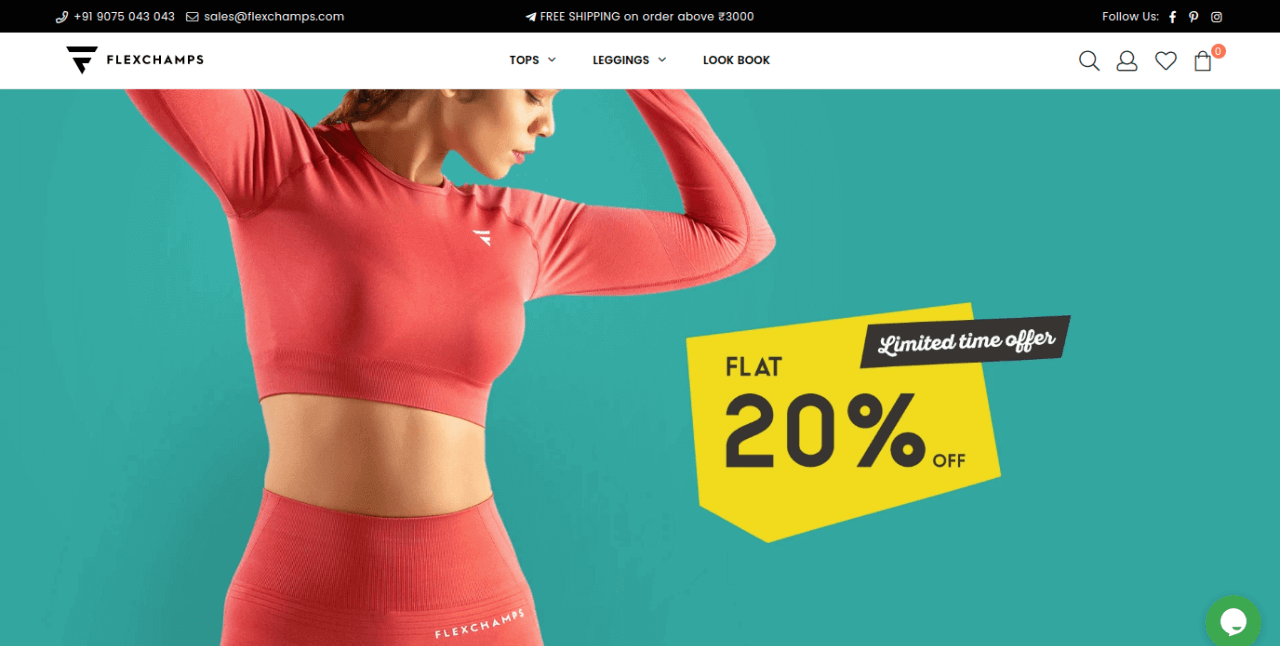 +91 9075 043 043 sales@flexchamps.com FREE SHIPPING on order above ₹3000 Follow Us:
FLEXCHAMPS TOPS LEGGINGS LOOK BOOK 0
Limited time offer
FLAT
20%
OFF
FLEXCHAMPS